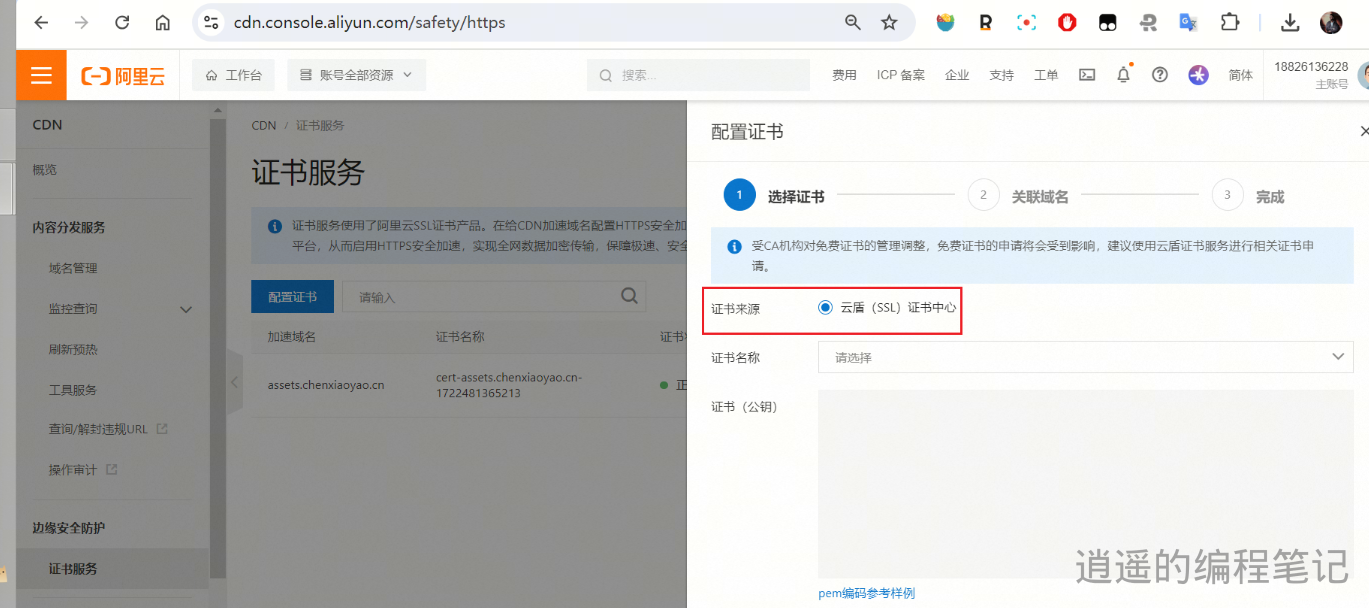 cdn.console.aliyun.com/safety/https
阿里云
工作台
账号全部资源
搜索...
费用
ICP 备案
企业
支持
工单
简体
18826136228
主账号
CDN
概览
内容分发服务
域名管理
监控查询
刷新预热
工具服务
查询/解封违规URL
操作审计
边缘安全防护
证书服务
CDN / 证书服务
证书服务
证书服务使用了阿里云SSL证书产品。在给CDN加速域名配置HTTPS安全加
平台，从而启用HTTPS安全加速，实现全网数据加密传输，保障极速、安全
配置证书
请输入
加速域名
证书名称
证书
assets.chenxiaoyao.cn
cert-assets.chenxiaoyao.cn-
1722481365213
正
配置证书
1
选择证书
2
关联域名
3
完成
受CA机构对免费证书的管理调整，免费证书的申请将会受到影响，建议使用云盾证书服务进行相关证书申
请。
证书来源
云盾（SSL）证书中心
证书名称
请选择
证书（公钥）
pem编码参考样例
逍遥的编程笔记